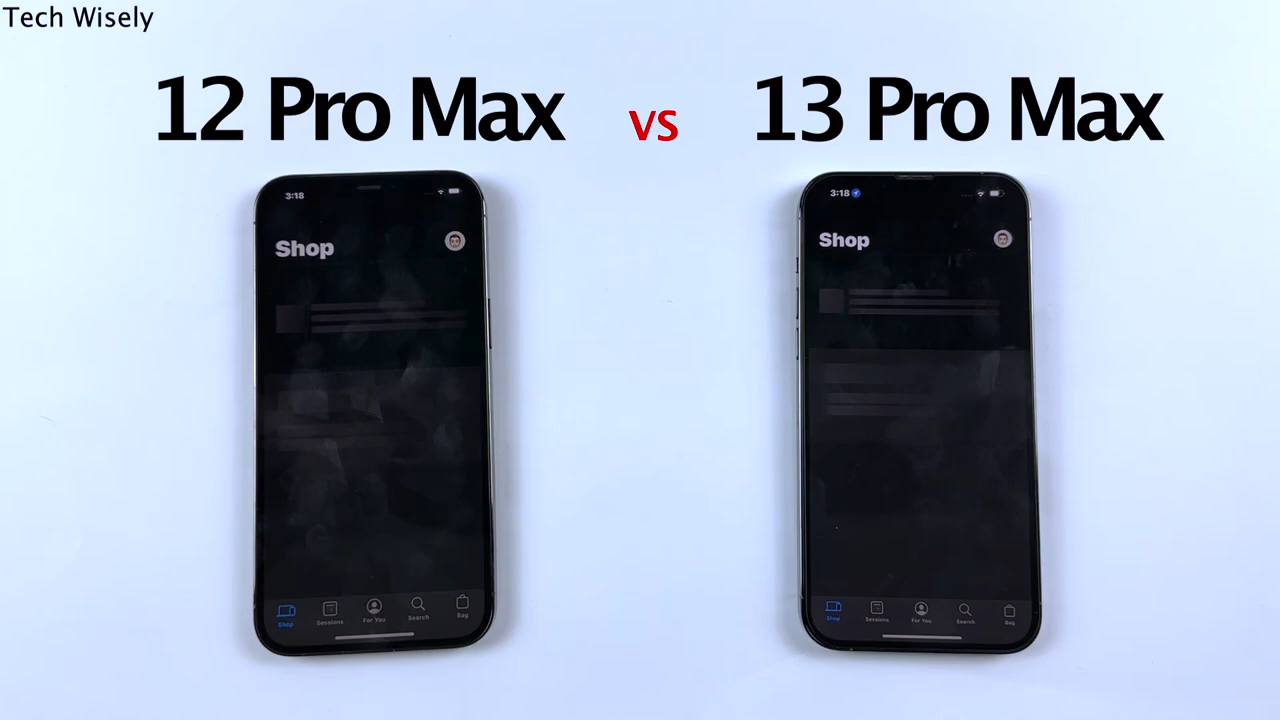 Tech Wisely
12 Pro Max vs 13 Pro Max
3:18
Shop
Shop
Sessions
For You
Search
Bag
3:18
Shop
Shop
Sessions
For You
Search
Bag